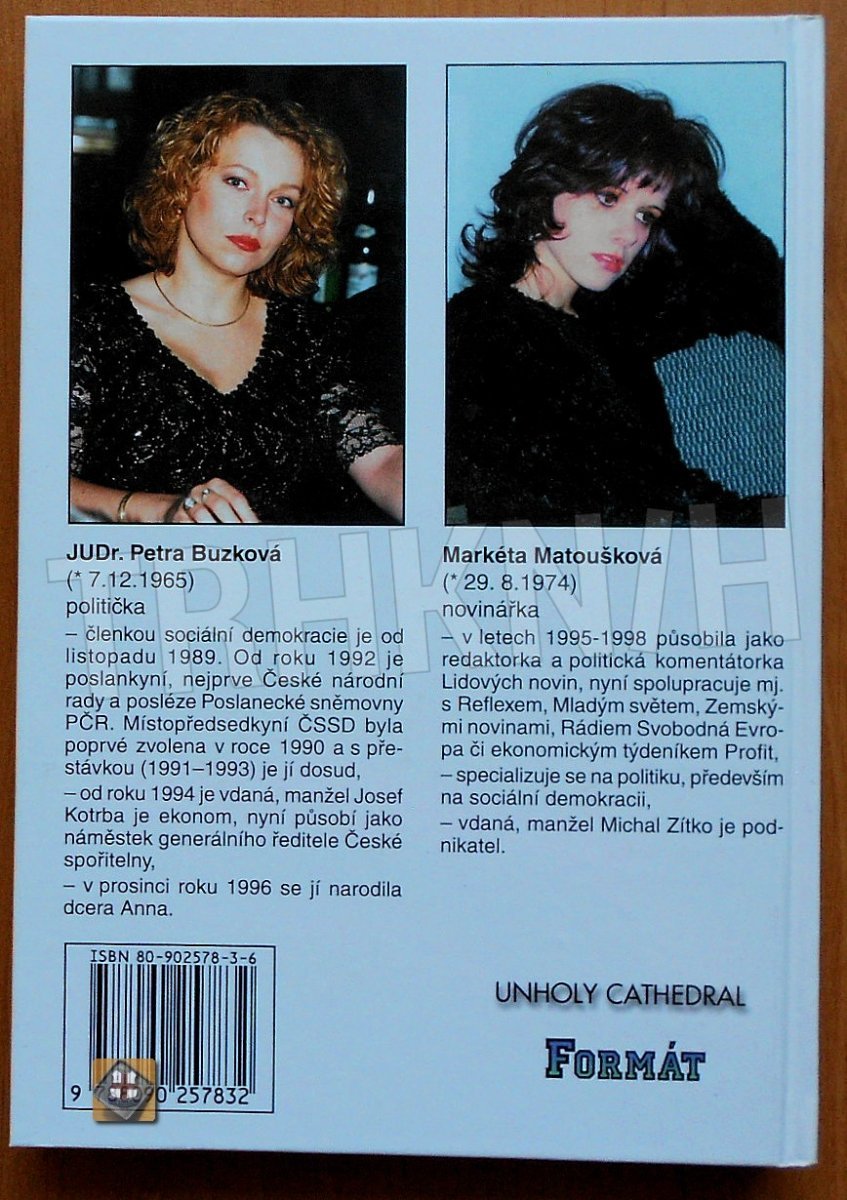 JUDr. Petra Buzková
(* 7.12.1965)
politička
– členkou sociální demokracie je od
listopadu 1989. Od roku 1992 je
poslankyní, nejprve České národní
rady a posléze Poslanecké sněmovny
PČR. Místopředsedkyní ČSSD byla
poprvé zvolena v roce 1990 a s pře-
stávkou (1991–1993) je jí dosud,
– od roku 1994 je vdaná, manžel Josef
Kotrba je ekonom, nyní působí jako
náměstek generálního ředitele České
spořitelny,
– v prosinci roku 1996 se jí narodila
dcera Anna.
Markéta Matoušková
(* 29. 8.1974)
novinářka
– v letech 1995-1998 působila jako
redaktorka a politická komentátorka
Lidových novin, nyní spolupracuje mj.
s Reflexem, Mladým světem, Zemský-
mi novinami, Rádiem Svobodná Evro-
pa či ekonomickým týdeníkem Profit,
– specializuje se na politiku, především
na sociální demokracii,
– vdaná, manžel Michal Zítko je pod-
nikatel.
TRHKNIH
ISBN 80-902578-3-6
9 788090 257832
UNHOLY CATHEDRAL
FORMÁT